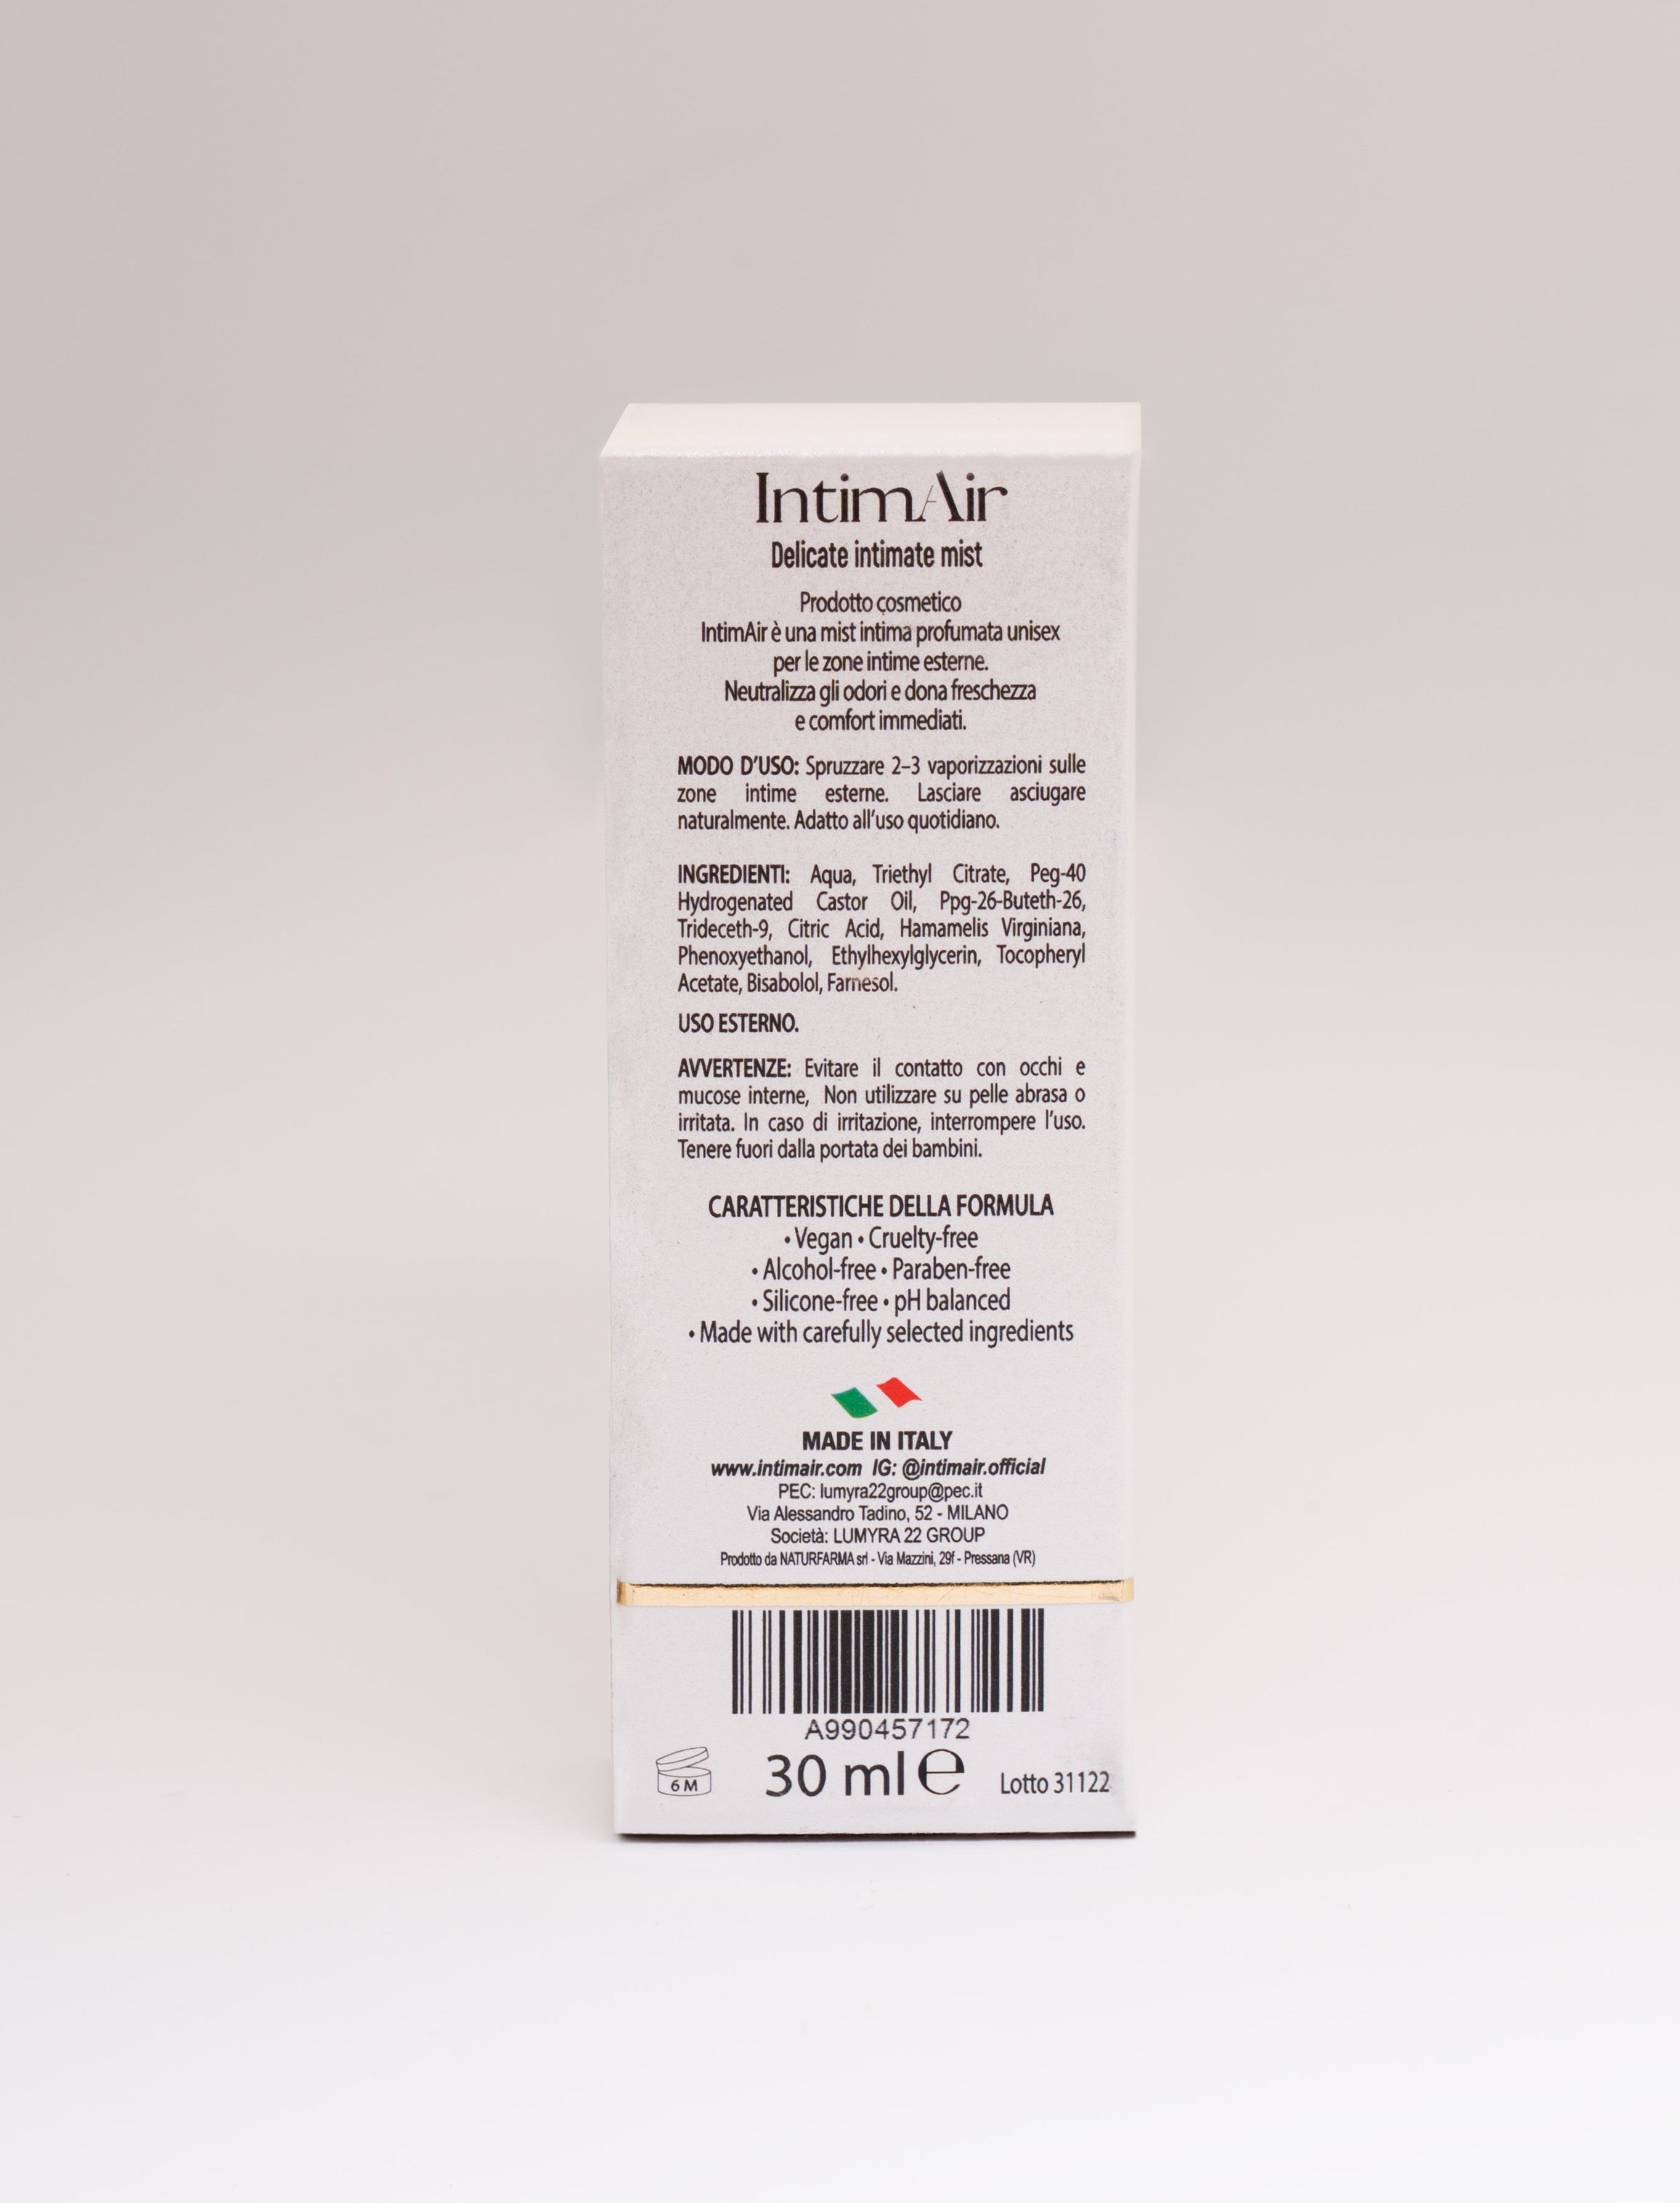 IntimAir
Delicate intimate mist
Prodotto cosmetico
IntimAir è una mist intima profumata unisex
per le zone intime esterne.
Neutralizza gli odori e dona freschezza
e comfort immediati.
MODO D'USO: Spruzzare 2–3 vaporizzazioni sulle
zone intime esterne. Lasciare asciugare
naturalmente. Adatto all'uso quotidiano.
INGREDIENTI: Aqua, Triethyl Citrate, Peg-40
Hydrogenated Castor Oil, Ppg-26-Buteth-26,
Trideceth-9, Citric Acid, Hamamelis Virginiana,
Phenoxyethanol, Ethylhexylglycerin, Tocopheryl
Acetate, Bisabolol, Farnesol.
USO ESTERNO.
AVVERTENZE: Evitare il contatto con occhi e
mucose interne, Non utilizzare su pelle abrasa o
irritata. In caso di irritazione, interrompere l'uso.
Tenere fuori dalla portata dei bambini.
CARATTERISTICHE DELLA FORMULA
• Vegan • Cruelty-free
• Alcohol-free • Paraben-free
• Silicone-free • pH balanced
• Made with carefully selected ingredients
MADE IN ITALY
www.intimair.com IG: @intimair.official
PEC: lumyra22group@pec.it
Via Alessandro Tadino, 52 - MILANO
Società: LUMYRA 22 GROUP
Prodotto da NATURFARMA srl - Via Mazzini, 29f - Pressana (VR)
A990457172
6 M 30 ml e Lotto 31122